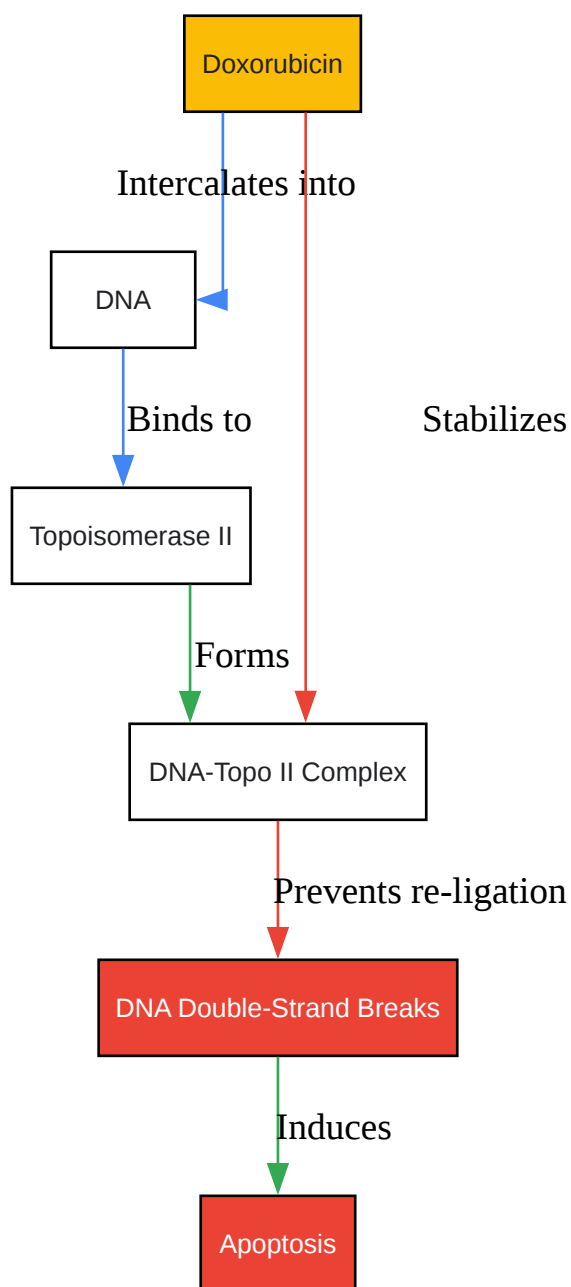 Doxorubicin
Intercalates into
DNA
Binds to
Stabilizes
Topoisomerase II
Forms
DNA-Topo II Complex
Prevents re-ligation
DNA Double-Strand Breaks
Induces
Apoptosis